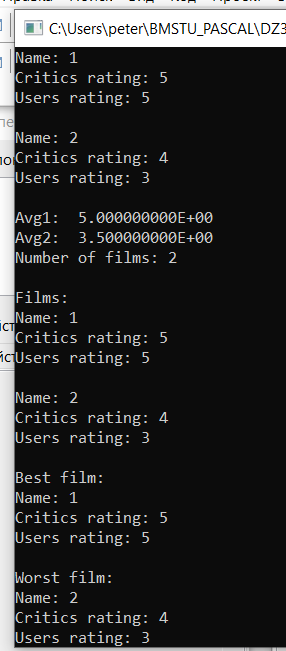 C:\Users\peter\BMSTU_PASCAL\DZ3
Name: 1
Critics rating: 5
Users rating: 5
Name: 2
Critics rating: 4
Users rating: 3
Avg1:  5.000000000E+00
Avg2:  3.500000000E+00
Number of films: 2
Films:
Name: 1
Critics rating: 5
Users rating: 5
Name: 2
Critics rating: 4
Users rating: 3
Best film:
Name: 1
Critics rating: 5
Users rating: 5
Worst film:
Name: 2
Critics rating: 4
Users rating: 3